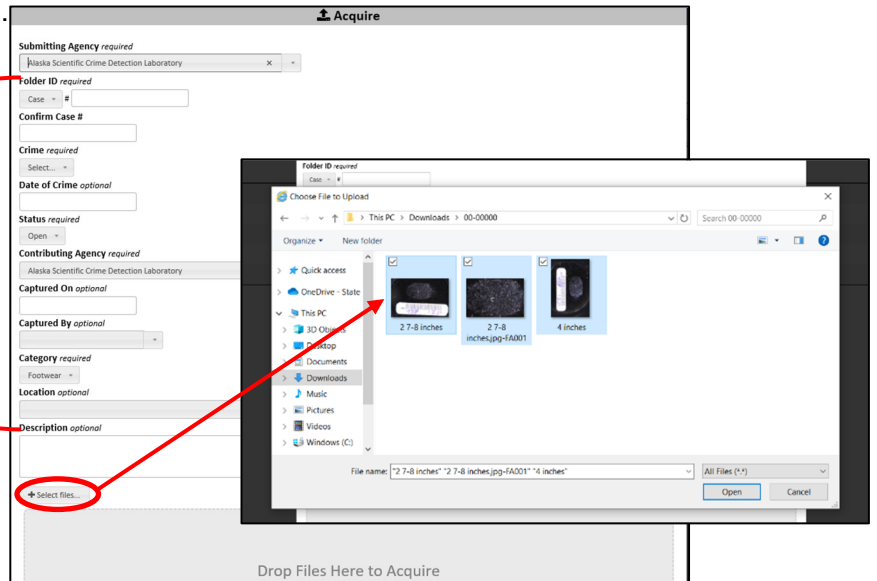 .
Acquire
Submitting Agency required
Alaska Scientific Crime Detection Laboratory ×
Folder ID required
Case #
Confirm Case #
Crime required
Select...
Date of Crime optional
Status required
Open
Contributing Agency required
Alaska Scientific Crime Detection Laboratory
Captured On optional
Captured By optional
Category required
Footwear
Location optional
Description optional
+ Select files...
Drop Files Here to Acquire
Folder ID required
Case #
Choose File to Upload
This PC > Downloads > 00-00000
Search 00-00000
Organize
New folder
Quick access
OneDrive - State
This PC
3D Objects
Desktop
Documents
Downloads
Music
Pictures
Videos
Windows (C:)
2 7-8 inches
2 7-8
inches.jpg-FA001
4 inches
File name: "2 7-8 inches" "2 7-8 inches.jpg-FA001" "4 inches"
All Files (*.*)
Open
Cancel